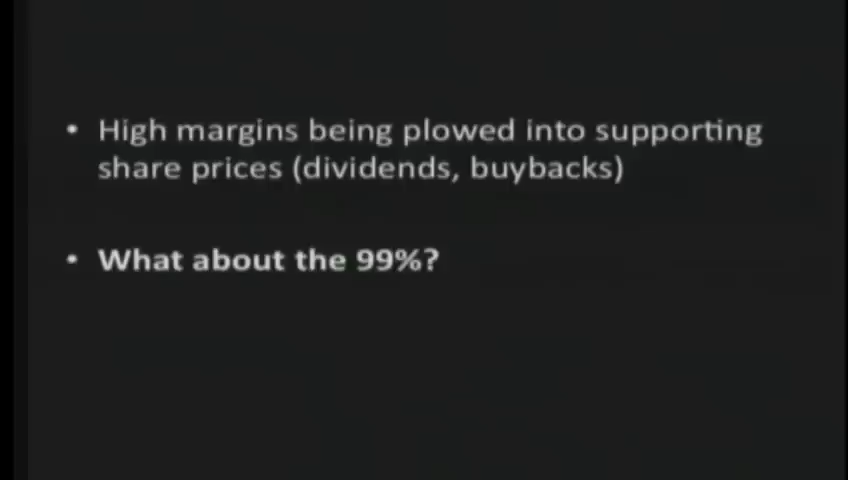 • High margins being plowed into supporting
share prices (dividends, buybacks)
• What about the 99%?